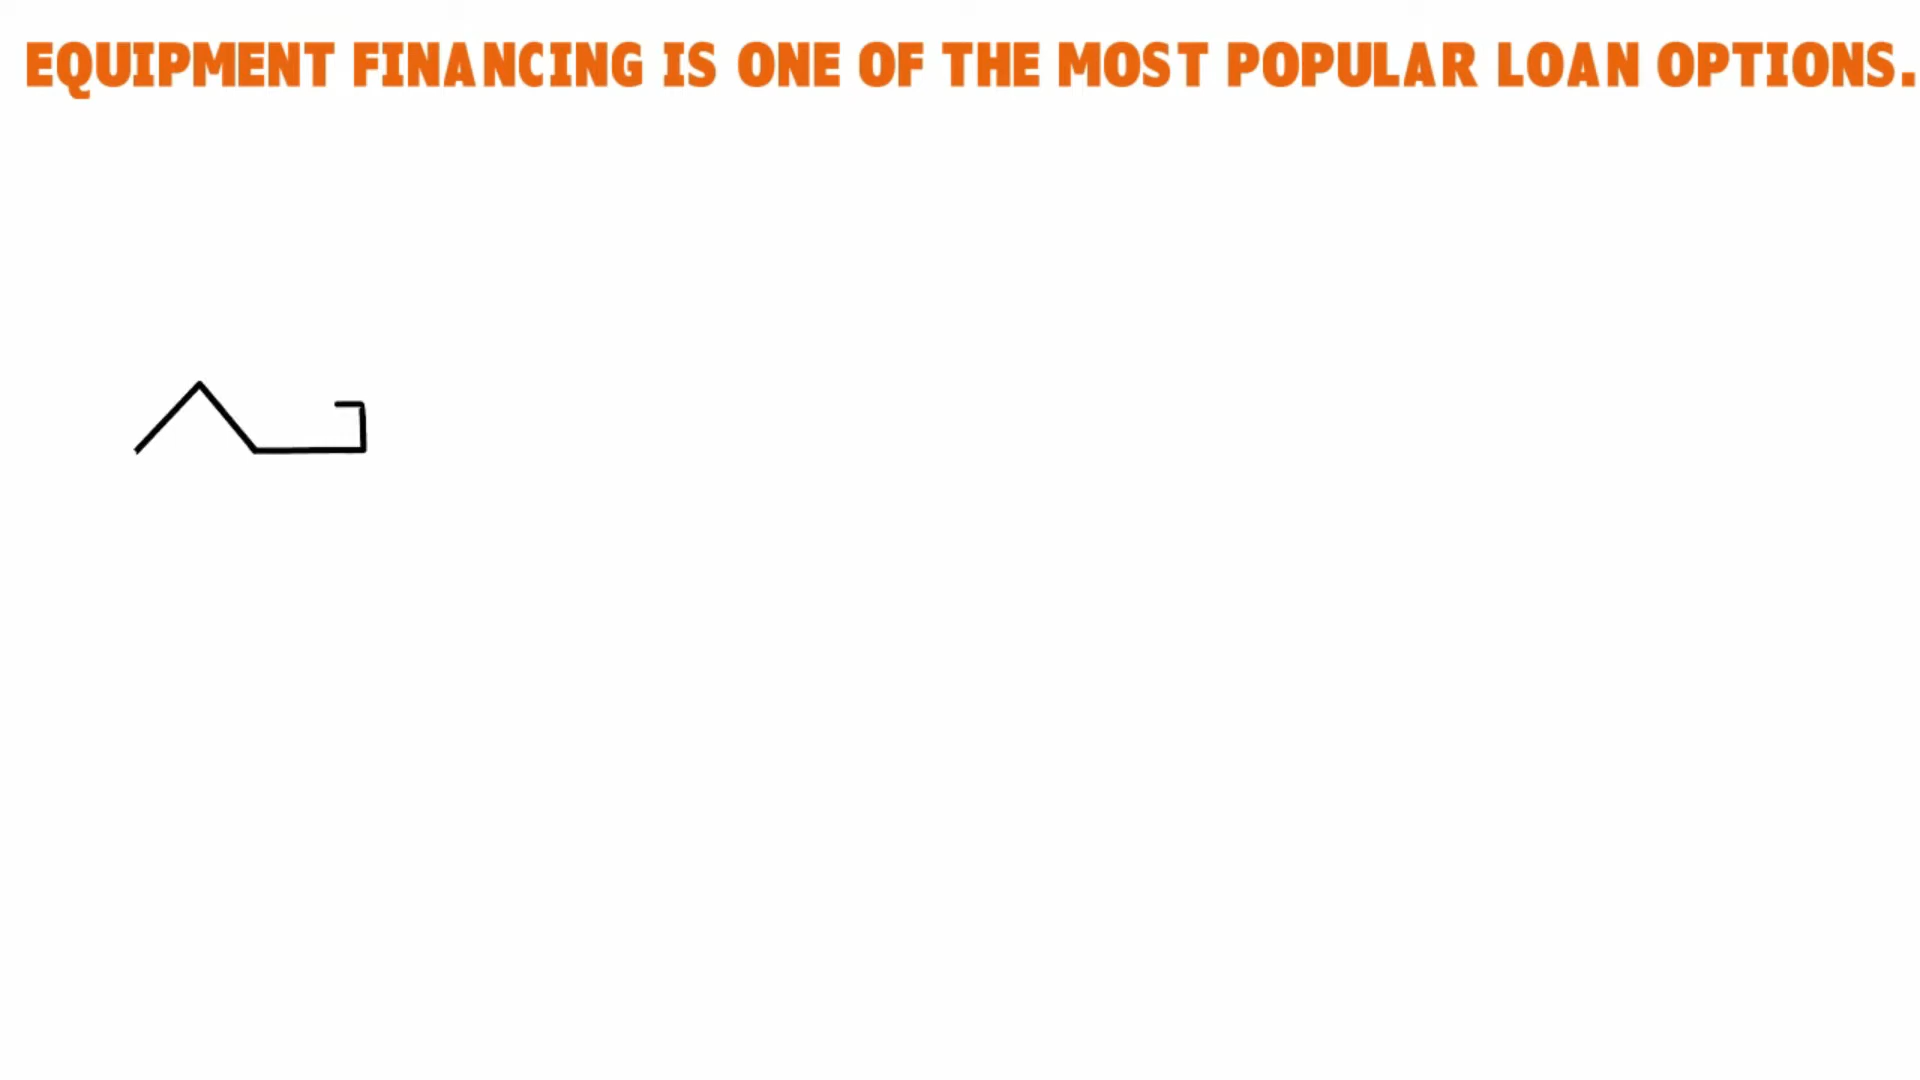 EQUIPMENT FINANCING IS ONE OF THE MOST POPULAR LOAN OPTIONS.